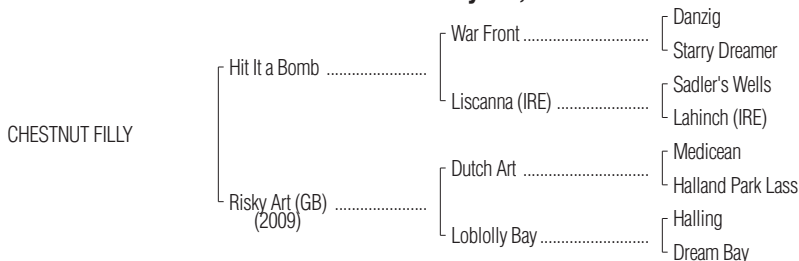 Danzig
War Front ........................
Starry Dreamer
Hit It a Bomb ........................
Sadler's Wells
Liscanna (IRE) .....................
Lahinch (IRE)
CHESTNUT FILLY
Medicean
Dutch Art ........................
Halland Park Lass
Risky Art (GB) ......................
(2009)
Halling
Loblolly Bay.........................
Dream Bay